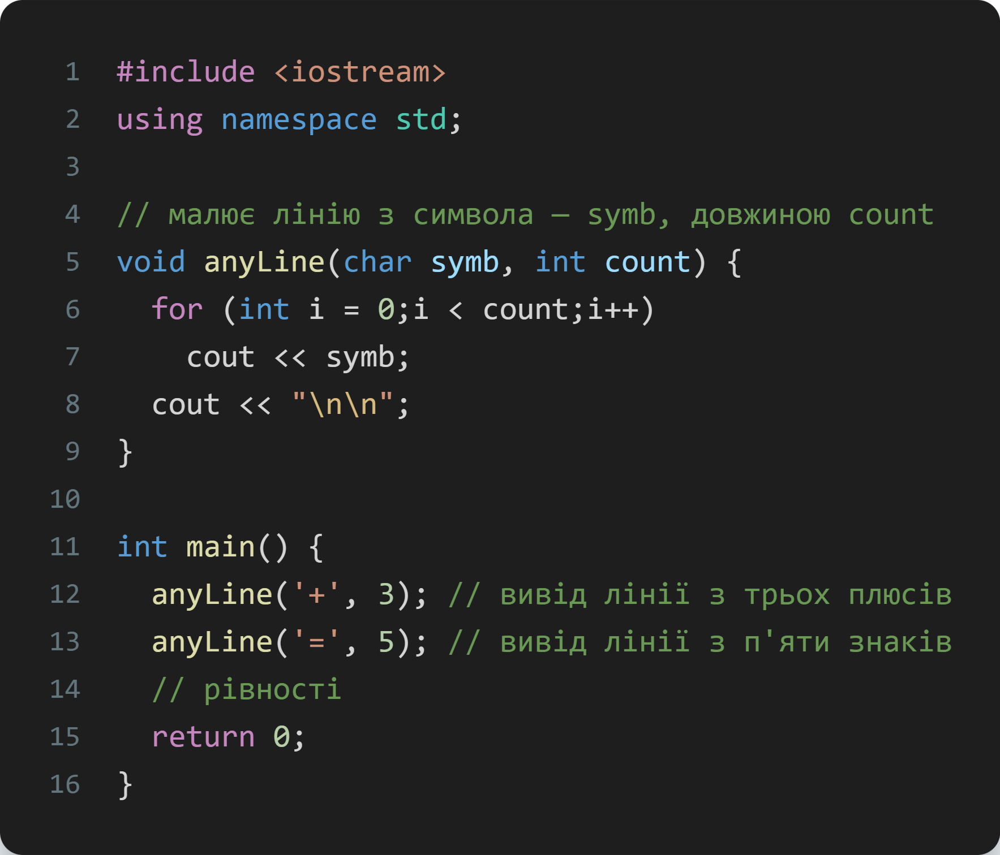 1 #include <iostream>
2 using namespace std;
3
4 // малює лінію з символа — symb, довжиною count
5 void anyLine(char symb, int count) {
6   for (int i = 0;i < count;i++)
7     cout << symb;
8   cout << "\n\n";
9 }
10
11 int main() {
12   anyLine('+', 3); // вивід лінії з трьох плюсів
13   anyLine('=', 5); // вивід лінії з п'яти знаків
14   // рівності
15   return 0;
16 }